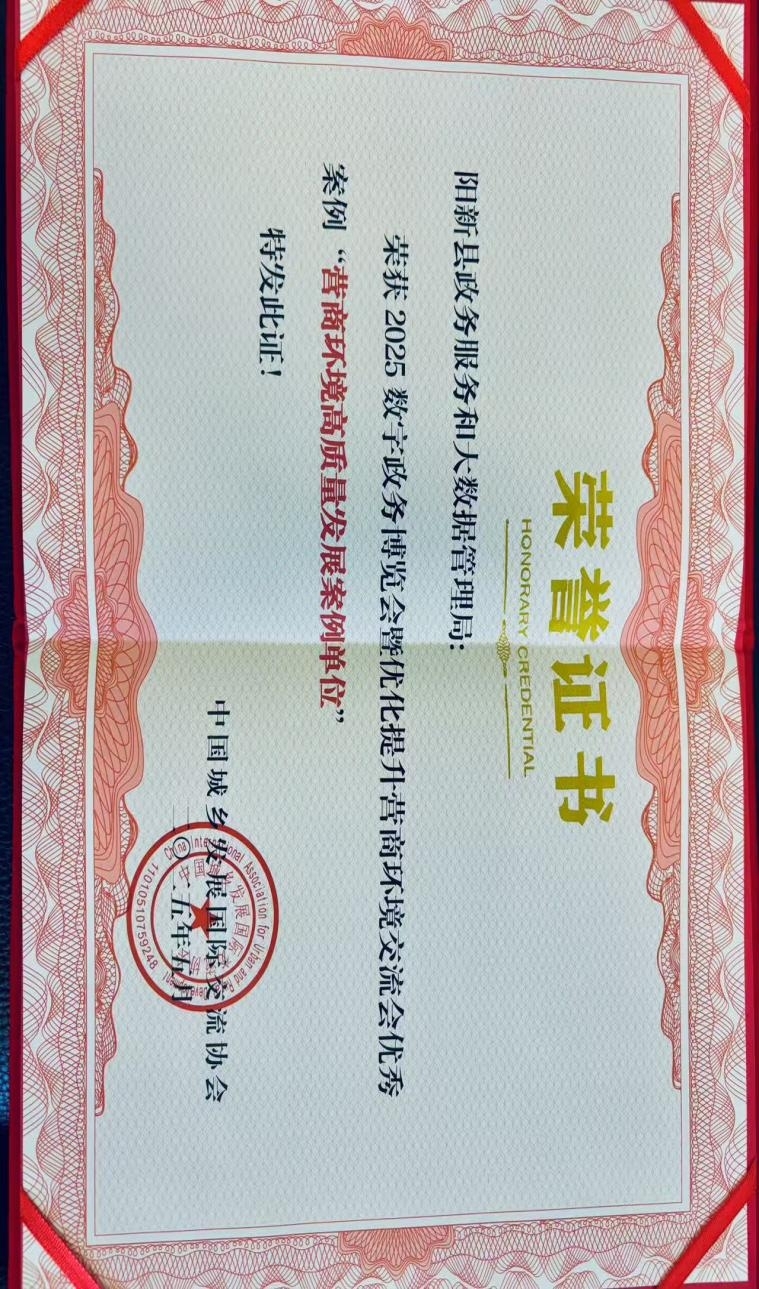 荣誉证书
HONORARY CREDENTIAL
阳新县政务服务和大数据管理局：
荣获 2025 数字政务博览会暨优化提升营商环境交流会优秀
案例“营商环境高质量发展案例单位”
特发此证！
中国城乡发展国际交流协会
二〇二五年五月
11010510759248